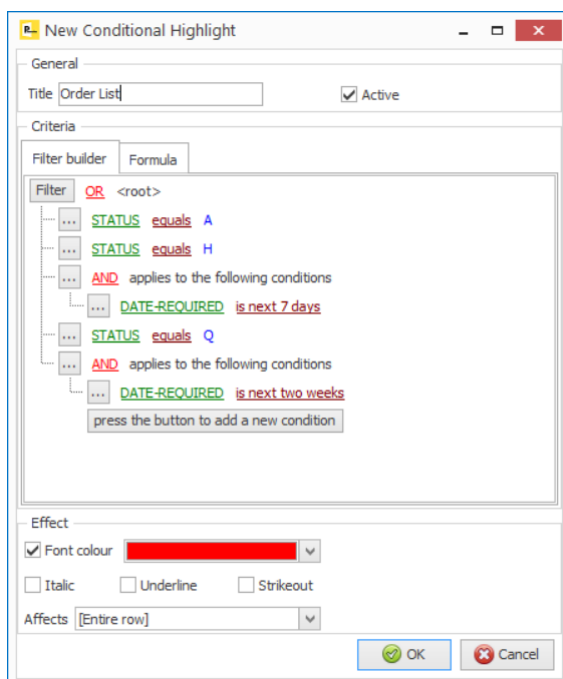 New Conditional Highlight
General
Title Order List Active
Criteria
Filter builder Formula
Filter OR <root>
... STATUS equals A
... STATUS equals H
... AND applies to the following conditions
... DATE-REQUIRED is next 7 days
... STATUS equals Q
... AND applies to the following conditions
... DATE-REQUIRED is next two weeks
press the button to add a new condition
Effect
Font colour
Italic Underline Strikeout
Affects [Entire row]
OK Cancel